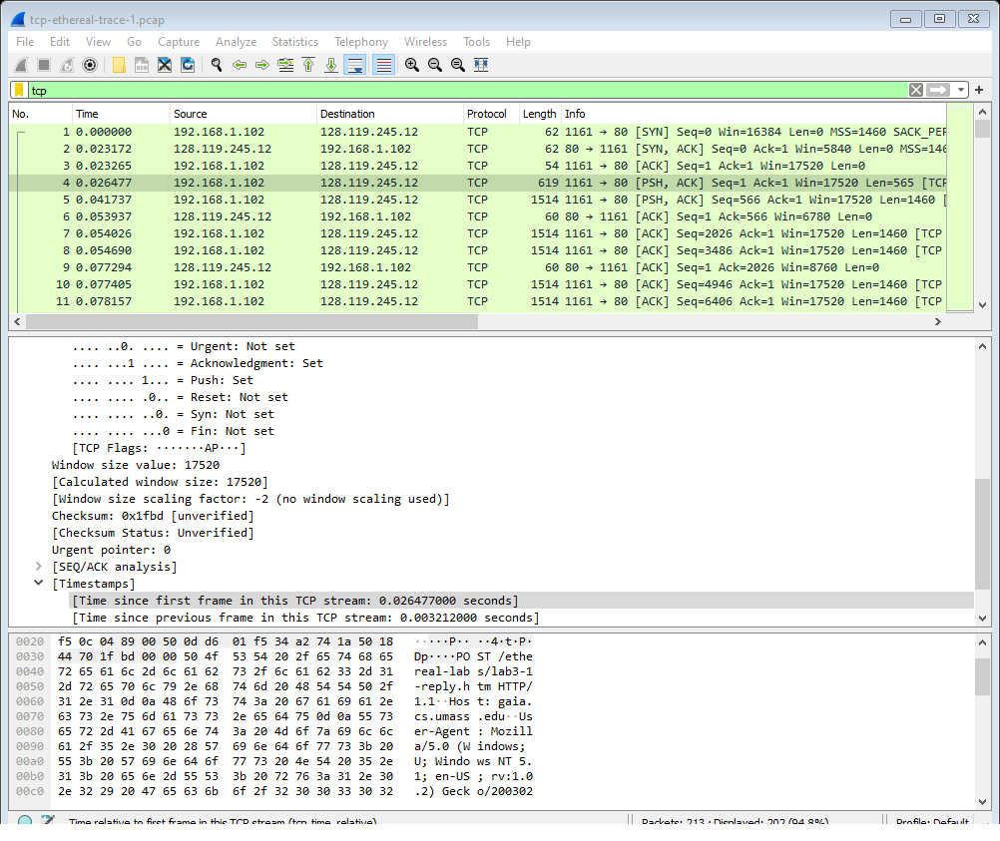 tcp-ethereal-trace-1.pcap
File Edit View Go Capture Analyze Statistics Telephony Wireless Tools Help
tcp
No. Time Source Destination Protocol Length Info
1 0.000000 192.168.1.102 128.119.245.12 TCP 62 1161 → 80 [SYN] Seq=0 Win=16384 Len=0 MSS=1460 SACK_PER
2 0.023172 128.119.245.12 192.168.1.102 TCP 62 80 → 1161 [SYN, ACK] Seq=0 Ack=1 Win=5840 Len=0 MSS=146
3 0.023265 192.168.1.102 128.119.245.12 TCP 54 1161 → 80 [ACK] Seq=1 Ack=1 Win=17520 Len=0
4 0.026477 192.168.1.102 128.119.245.12 TCP 619 1161 → 80 [PSH, ACK] Seq=1 Ack=1 Win=17520 Len=565 [TCP
5 0.041737 192.168.1.102 128.119.245.12 TCP 1514 1161 → 80 [PSH, ACK] Seq=566 Ack=1 Win=17520 Len=1460 [
6 0.053937 128.119.245.12 192.168.1.102 TCP 60 80 → 1161 [ACK] Seq=1 Ack=566 Win=6780 Len=0
7 0.054026 192.168.1.102 128.119.245.12 TCP 1514 1161 → 80 [ACK] Seq=2026 Ack=1 Win=17520 Len=1460 [TCP
8 0.054690 192.168.1.102 128.119.245.12 TCP 1514 1161 → 80 [ACK] Seq=3486 Ack=1 Win=17520 Len=1460 [TCP
9 0.077294 128.119.245.12 192.168.1.102 TCP 60 80 → 1161 [ACK] Seq=1 Ack=2026 Win=8760 Len=0
10 0.077405 192.168.1.102 128.119.245.12 TCP 1514 1161 → 80 [ACK] Seq=4946 Ack=1 Win=17520 Len=1460 [TCP
11 0.078157 192.168.1.102 128.119.245.12 TCP 1514 1161 → 80 [ACK] Seq=6406 Ack=1 Win=17520 Len=1460 [TCP
.... ..0. .... = Urgent: Not set
.... ...1 .... = Acknowledgment: Set
.... .... 1... = Push: Set
.... .... .0.. = Reset: Not set
.... .... ..0. = Syn: Not set
.... .... ...0 = Fin: Not set
[TCP Flags: ·······AP···]
Window size value: 17520
[Calculated window size: 17520]
[Window size scaling factor: -2 (no window scaling used)]
Checksum: 0x1fbd [unverified]
[Checksum Status: Unverified]
Urgent pointer: 0
[SEQ/ACK analysis]
[Timestamps]
[Time since first frame in this TCP stream: 0.026477000 seconds]
[Time since previous frame in this TCP stream: 0.003212000 seconds]
0020 f5 0c 04 89 00 50 0d d6 01 f5 34 a2 74 1a 50 18 ·····P·· ··4·t·P·
0030 44 70 1f bd 00 00 50 4f 53 54 20 2f 65 74 68 65 Dp····PO ST /ethe
0040 72 65 61 6c 2d 6c 61 62 73 2f 6c 61 62 33 2d 31 real-lab s/lab3-1
0050 2d 72 65 70 6c 79 2e 68 74 6d 20 48 54 54 50 2f -reply.h tm HTTP/
0060 31 2e 31 0d 0a 48 6f 73 74 3a 20 67 61 69 61 2e 1.1··Hos t: gaia.
0070 63 73 2e 75 6d 61 73 73 2e 65 64 75 0d 0a 55 73 cs.umass .edu··Us
0080 65 72 2d 41 67 65 6e 74 3a 20 4d 6f 7a 69 6c 6c er-Agent : Mozill
0090 61 2f 35 2e 30 20 28 57 69 6e 64 6f 77 73 3b 20 a/5.0 (W indows;
00a0 55 3b 20 57 69 6e 64 6f 77 73 20 4e 54 20 35 2e U; Windo ws NT 5.
00b0 31 3b 20 65 6e 2d 55 53 3b 20 72 76 3a 31 2e 30 1; en-US ; rv:1.0
00c0 2e 32 29 20 47 65 63 6b 6f 2f 32 30 30 33 30 32 .2) Geck o/200302
Time relative to first frame in this TCP stream (tcp.time_relative) Packets: 213 · Displayed: 202 (94.8%) Profile: Default